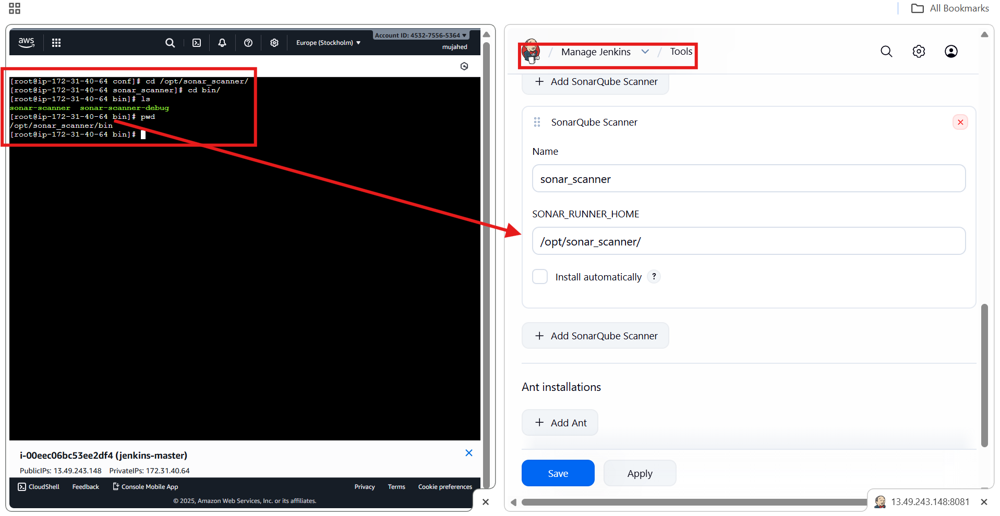 All Bookmarks
aws
Europe (Stockholm)
Account ID: 4532-7556-5364
mujahed
[root@ip-172-31-40-64 conf]# cd /opt/sonar_scanner/
[root@ip-172-31-40-64 sonar_scanner]# cd bin/
[root@ip-172-31-40-64 bin]# ls
sonar-scanner  sonar-scanner-debug
[root@ip-172-31-40-64 bin]# pwd
/opt/sonar_scanner/bin
[root@ip-172-31-40-64 bin]#
i-00eec06bc53ee2df4 (jenkins-master)
PublicIPs: 13.49.243.148 PrivateIPs: 172.31.40.64
CloudShell Feedback Console Mobile App Privacy Terms Cookie preferences
© 2025, Amazon Web Services, Inc. or its affiliates.
/ Manage Jenkins / Tools
+ Add SonarQube Scanner
SonarQube Scanner
Name
sonar_scanner
SONAR_RUNNER_HOME
/opt/sonar_scanner/
Install automatically ?
+ Add SonarQube Scanner
Ant installations
+ Add Ant
Save Apply
13.49.243.148:8081